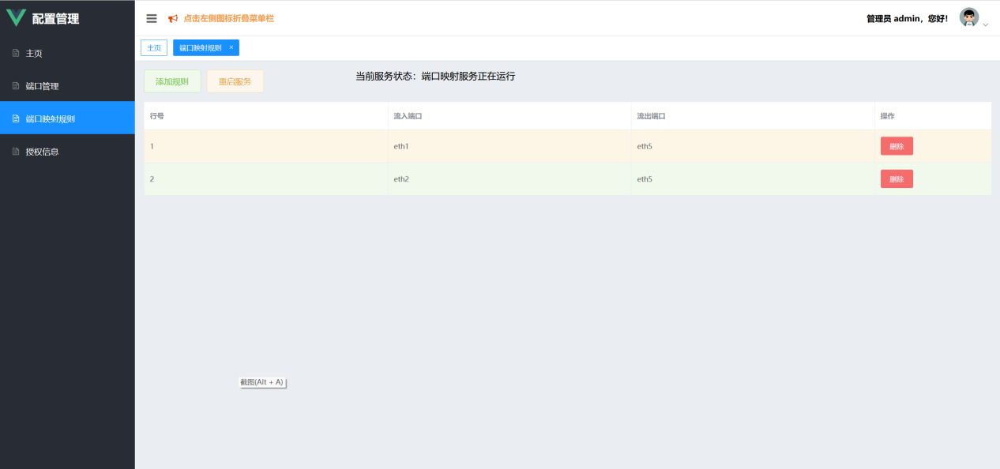 配置管理
点击左侧图标折叠菜单栏
管理员 admin，您好！
主页
端口管理
端口映射规则
授权信息
主页
端口映射规则 ×
添加规则
重启服务
当前服务状态：端口映射服务正在运行
行号 流入端口 流出端口 操作
1 eth1 eth5 删除
2 eth2 eth5 删除
截图(Alt + A)